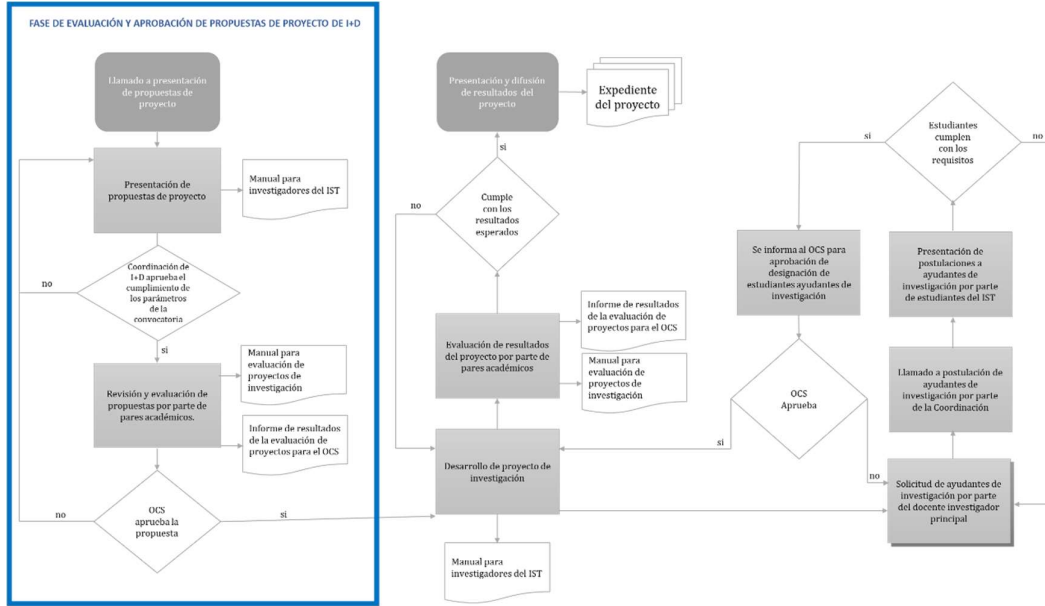 FASE DE EVALUACIÓN Y APROBACIÓN DE PROPUESTAS DE PROYECTO DE I+D
Llamado a presentación
de propuestas de
proyecto
Presentación de
propuestas de proyecto
Manual para
investigadores del IST
Coordinación de
I+D aprueba el
cumplimiento de
los parámetros
de la
convocatoria
no
si
Revisión y evaluación de
propuestas por parte de
pares académicos.
Manual para
evaluación de
proyectos de
investigación
Informe de resultados
de la evaluación de
proyectos para el OCS
OCS
aprueba la
propuesta
no
si
Presentación y difusión
de resultados del
proyecto
Expediente
del proyecto
si
Cumple
con los
resultados
esperados
no
Evaluación de resultados
del proyecto por parte de
pares académicos
Informe de resultados
de la evaluación de
proyectos para el OCS
Manual para
evaluación de
proyectos de
investigación
Desarrollo de proyecto de
investigación
Manual para
investigadores del IST
Estudiantes
cumplen
con los
requisitos
si
no
Se informa al OCS para
aprobación de
designación de
estudiantes ayudantes de
investigación
Presentación de
postulaciones a
ayudantes de
investigación por parte
de estudiantes del IST
OCS
Aprueba
si
no
Llamado a postulación de
ayudantes de
investigación por parte
de la Coordinación
Solicitud de ayudantes de
investigación por parte
del docente investigador
principal